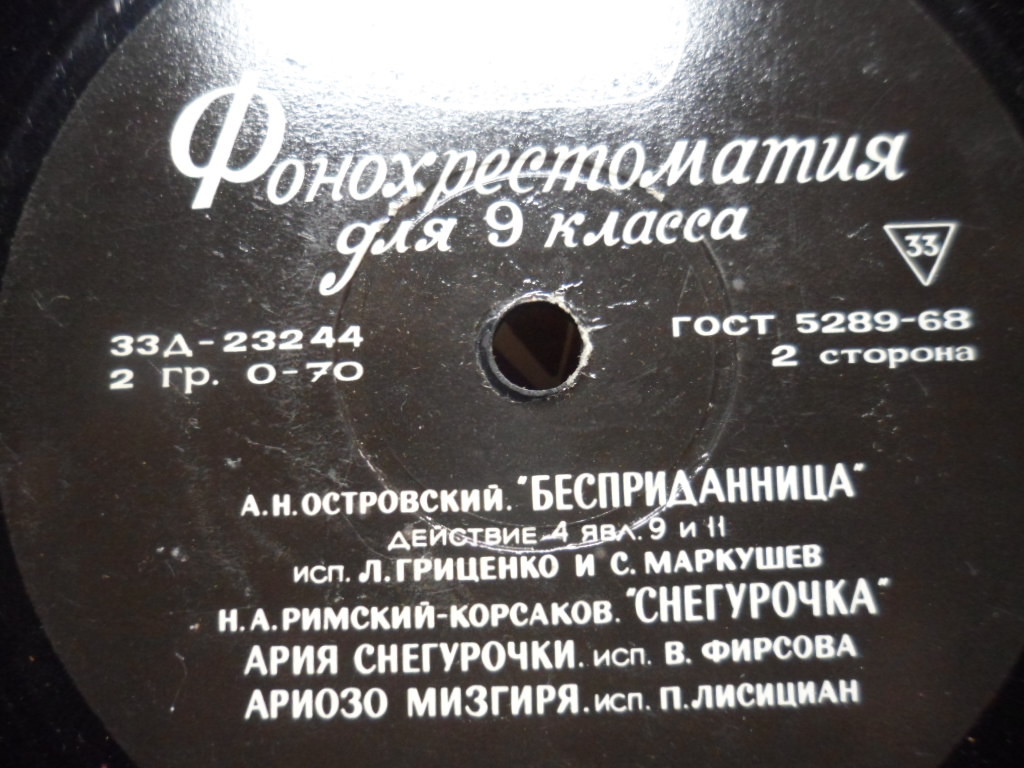 Фонохрестоматия
для 9 класса
33
33Д-23244
ГОСТ 5289-68
2 гр. 0-70
2 сторона
А.Н.ОСТРОВСКИЙ. "БЕСПРИДАННИЦА"
ДЕЙСТВИЕ 4 ЯВЛ. 9 И 11
ИСП. Л.ГРИЦЕНКО И С. МАРКУШЕВ
Н.А.РИМСКИЙ-КОРСАКОВ. "СНЕГУРОЧКА"
АРИЯ СНЕГУРОЧКИ. ИСП. В. ФИРСОВА
АРИОЗО МИЗГИРЯ. ИСП. П.ЛИСИЦИАН